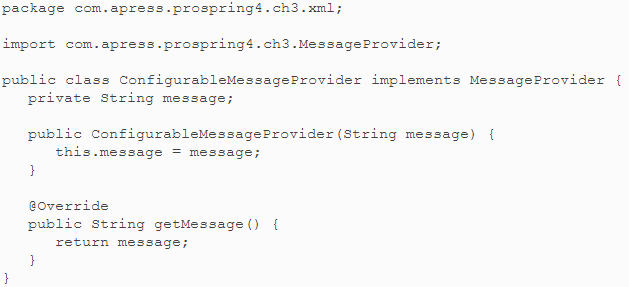 package com.apress.prospring4.ch3.xml;
import com.apress.prospring4.ch3.MessageProvider;
public class ConfigurableMessageProvider implements MessageProvider {
private String message;
public ConfigurableMessageProvider(String message) {
this.message = message;
}
@Override
public String getMessage() {
return message;
}
}